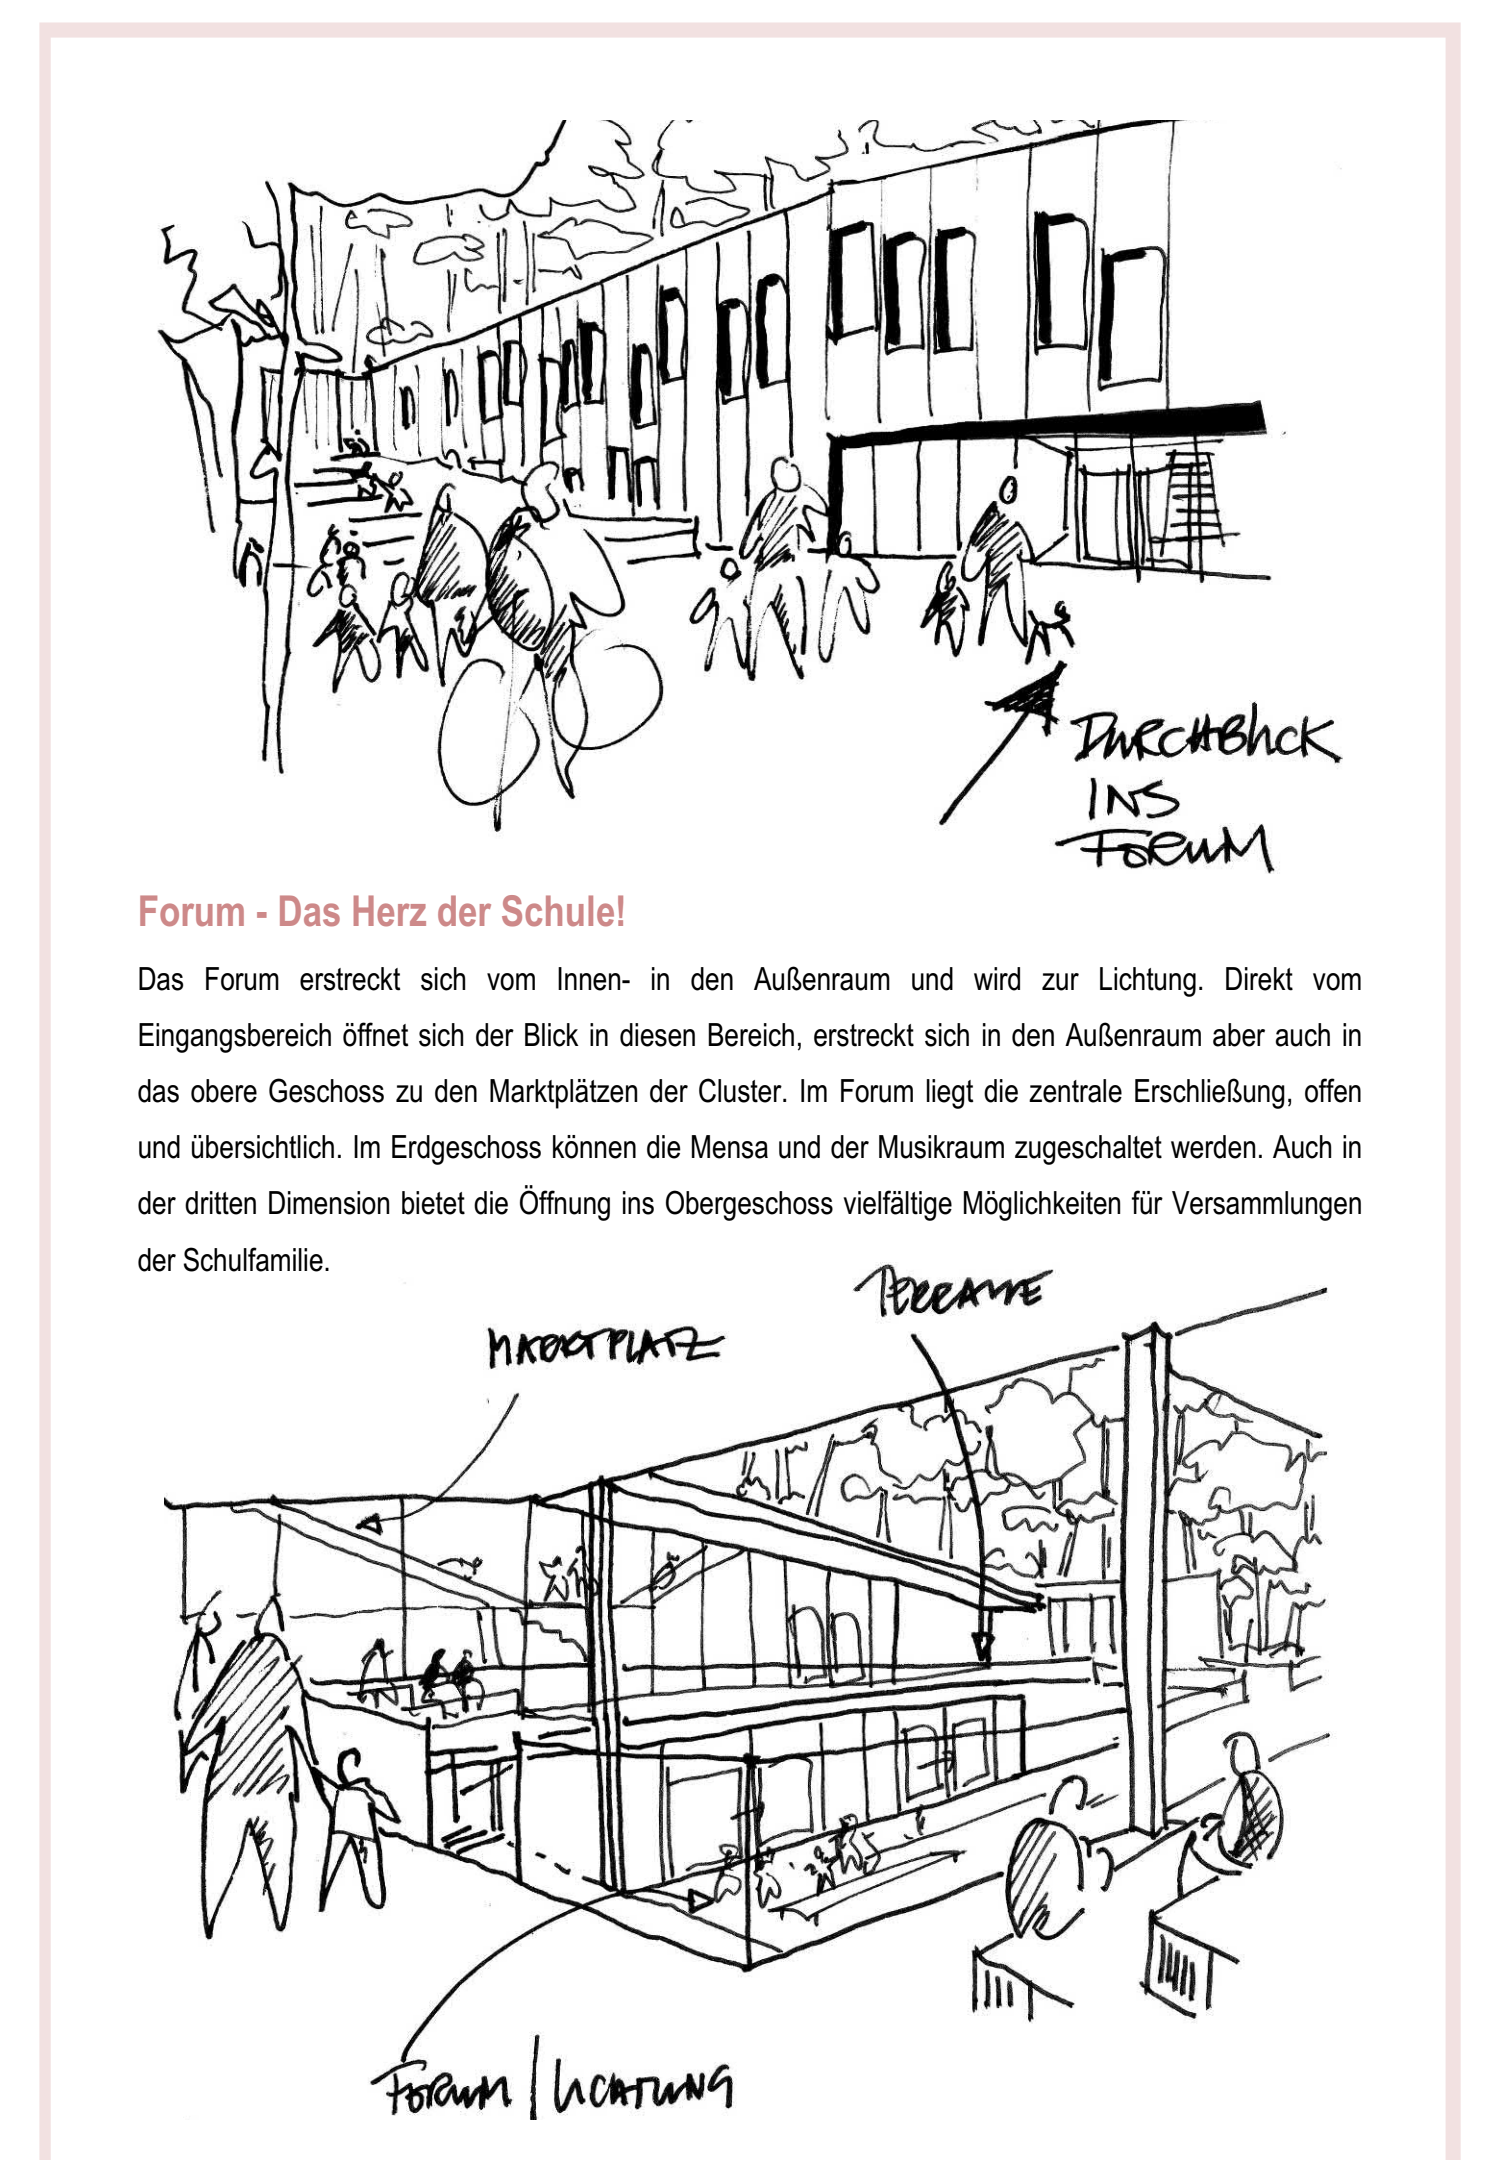 DURCHBLICK
INS
FORUM
Forum - Das Herz der Schule!
Das Forum erstreckt sich vom Innen- in den Außenraum und wird zur Lichtung. Direkt vom
Eingangsbereich öffnet sich der Blick in diesen Bereich, erstreckt sich in den Außenraum aber auch in
das obere Geschoss zu den Marktplätzen der Cluster. Im Forum liegt die zentrale Erschließung, offen
und übersichtlich. Im Erdgeschoss können die Mensa und der Musikraum zugeschaltet werden. Auch in
der dritten Dimension bietet die Öffnung ins Obergeschoss vielfältige Möglichkeiten für Versammlungen
der Schulfamilie.
TERRASSE
MARKTPLATZ
FORUM / LICHTUNG